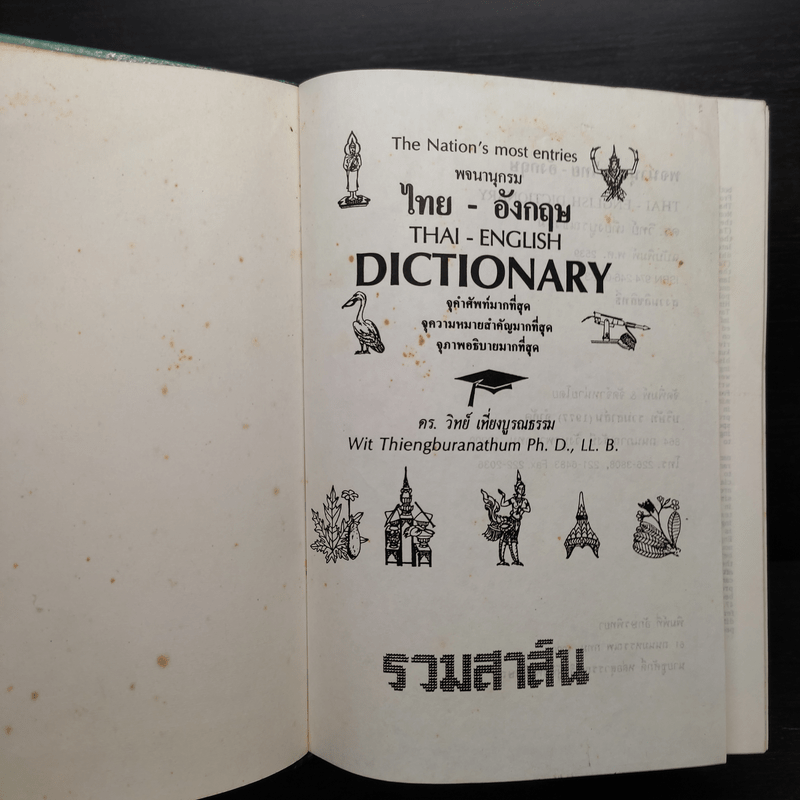 The Nation's most entries
พจนานุกรม
ไทย - อังกฤษ
THAI - ENGLISH
DICTIONARY
จุคำศัพท์มากที่สุด
จุความหมายสำคัญมากที่สุด
จุภาพอธิบายมากที่สุด
ดร. วิทย์ เที่ยงบูรณธรรม
Wit Thiengburanathum Ph. D., LL. B.
รวมสาส์น